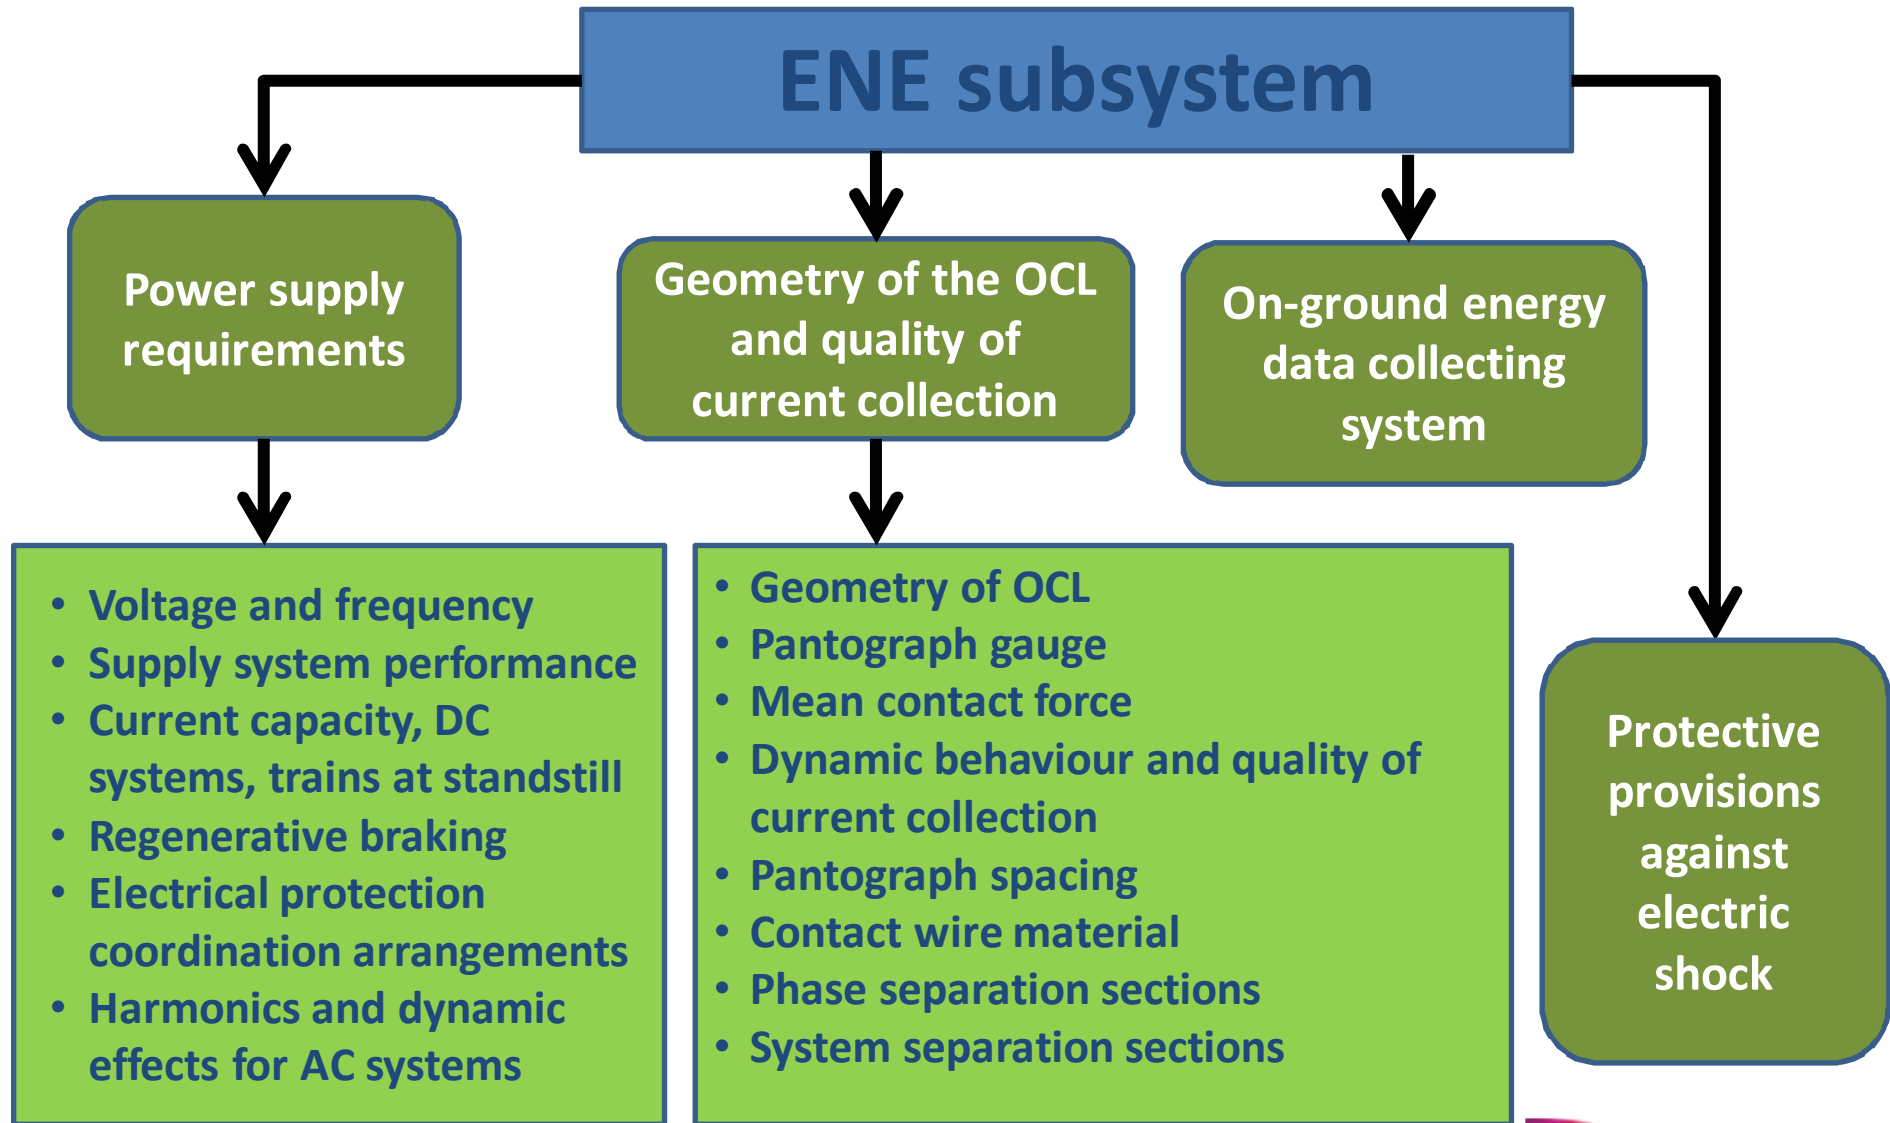 ENE subsystem
Power supply
requirements
Geometry of the OCL
and quality of
current collection
On-ground energy
data collecting
system
• Voltage and frequency
• Supply system performance
• Current capacity, DC
systems, trains at standstill
• Regenerative braking
• Electrical protection
coordination arrangements
• Harmonics and dynamic
effects for AC systems
• Geometry of OCL
• Pantograph gauge
• Mean contact force
• Dynamic behaviour and quality of
current collection
• Pantograph spacing
• Contact wire material
• Phase separation sections
• System separation sections
Protective
provisions
against
electric
shock